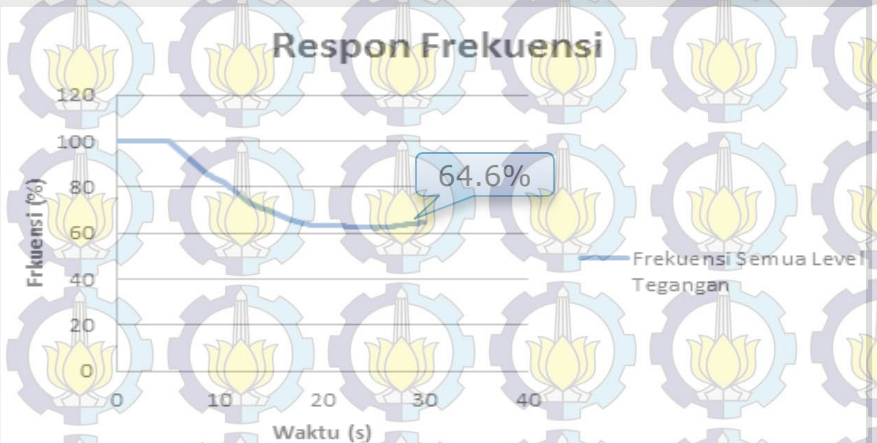 Respon Frekuensi
120
100
80
60
40
20
0
Frkuensi (%)
64.6%
Frekuensi Semua Level
Tegangan
0 10 20 30 40
Waktu (s)